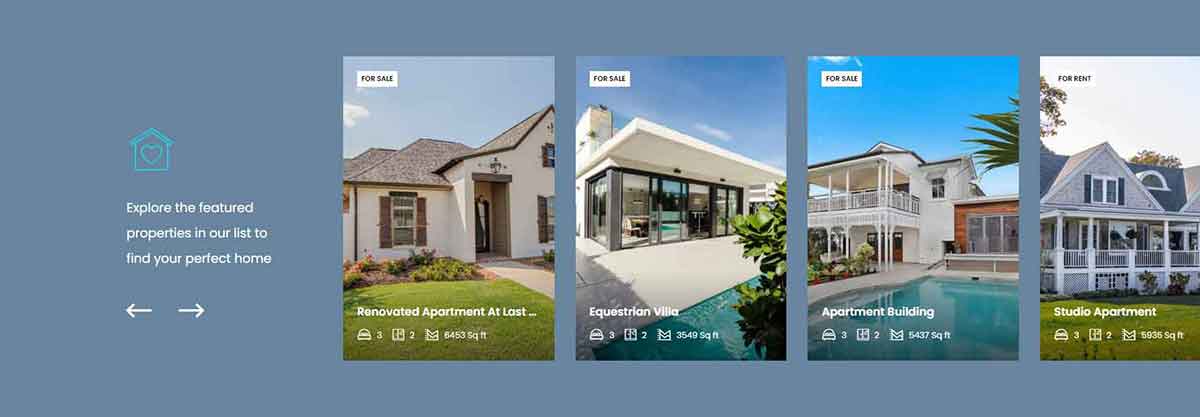 Explore the featured
properties in our list to
find your perfect home
FOR SALE
Renovated Apartment At Last ...
3 2 6453 Sq ft
FOR SALE
Equestrian Villa
3 2 3549 Sq ft
FOR SALE
Apartment Building
3 2 5437 Sq ft
FOR RENT
Studio Apartment
3 2 5935 Sq ft